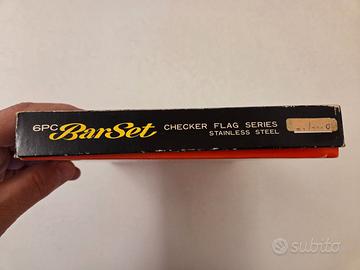 6PC BarSet CHECKER FLAG SERIES
STAINLESS STEEL
subito